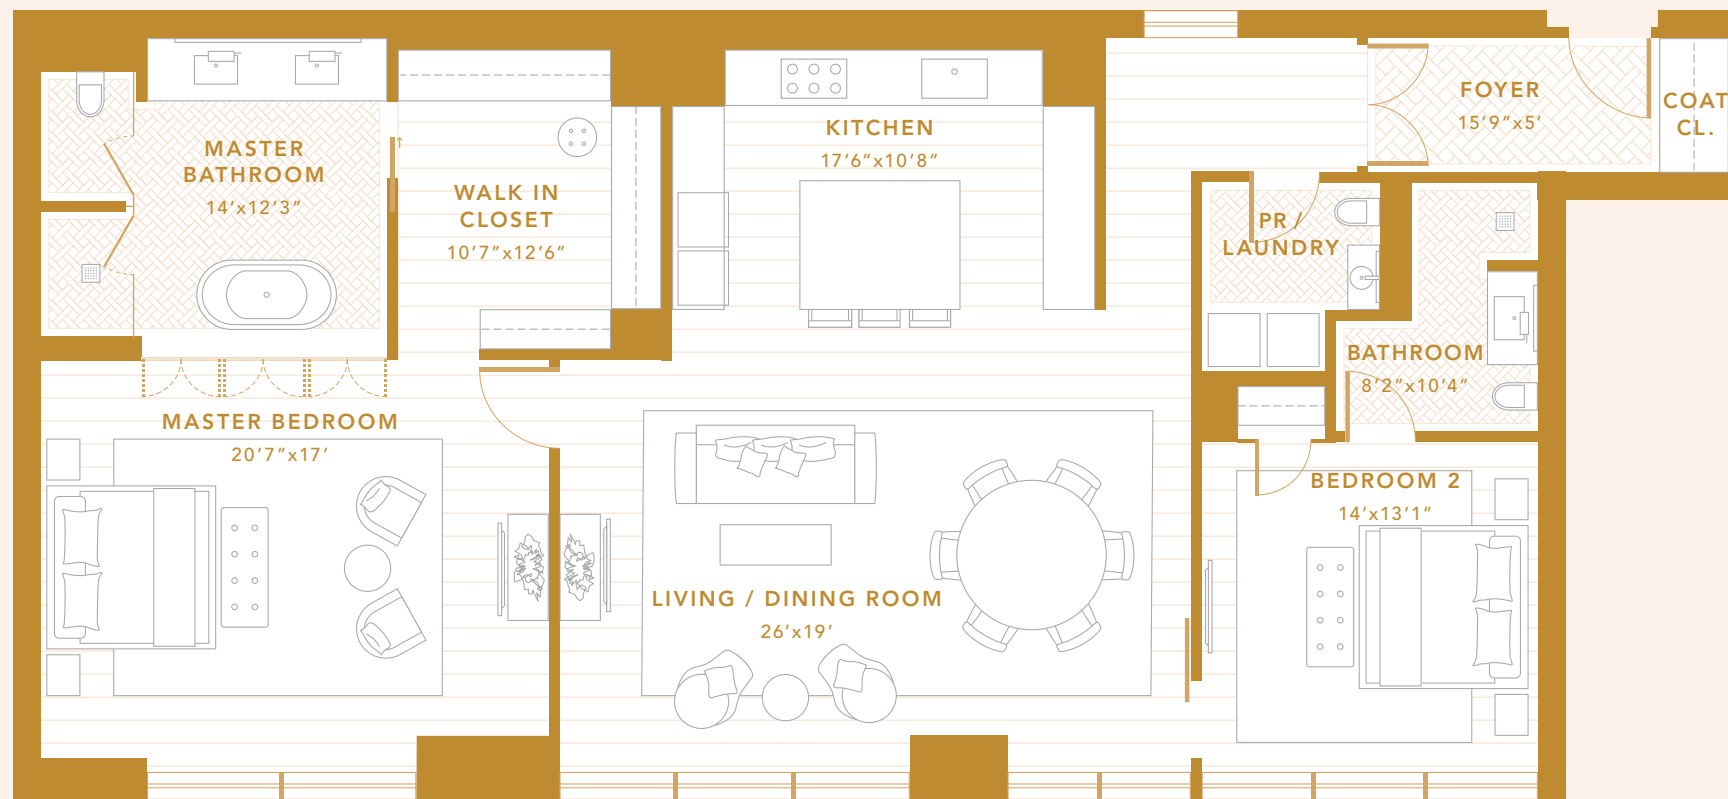 MASTER
BATHROOM
14’x12’3”
WALK IN
CLOSET
10’7”x12’6”
KITCHEN
17’6”x10’8”
FOYER
15’9”x5’
COAT
CL.
PR /
LAUNDRY
BATHROOM
8’2”x10’4”
MASTER BEDROOM
20’7”x17’
LIVING / DINING ROOM
26’x19’
BEDROOM 2
14’x13’1”